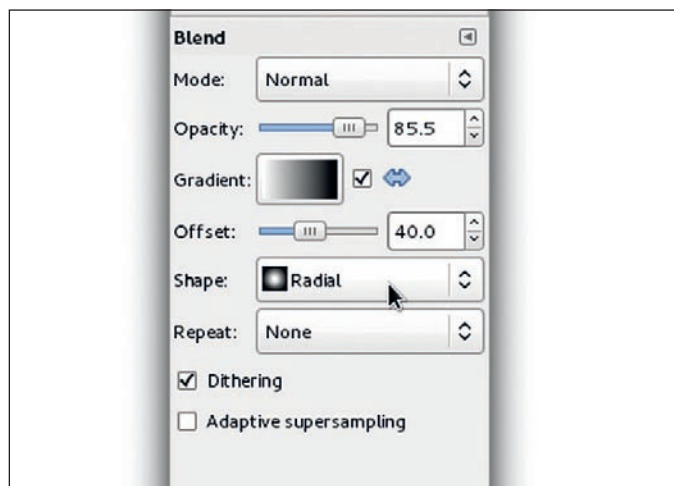 Blend
Mode: Normal
Opacity: 85.5
Gradient:
Offset: 40.0
Shape: Radial
Repeat: None
Dithering
Adaptive supersampling